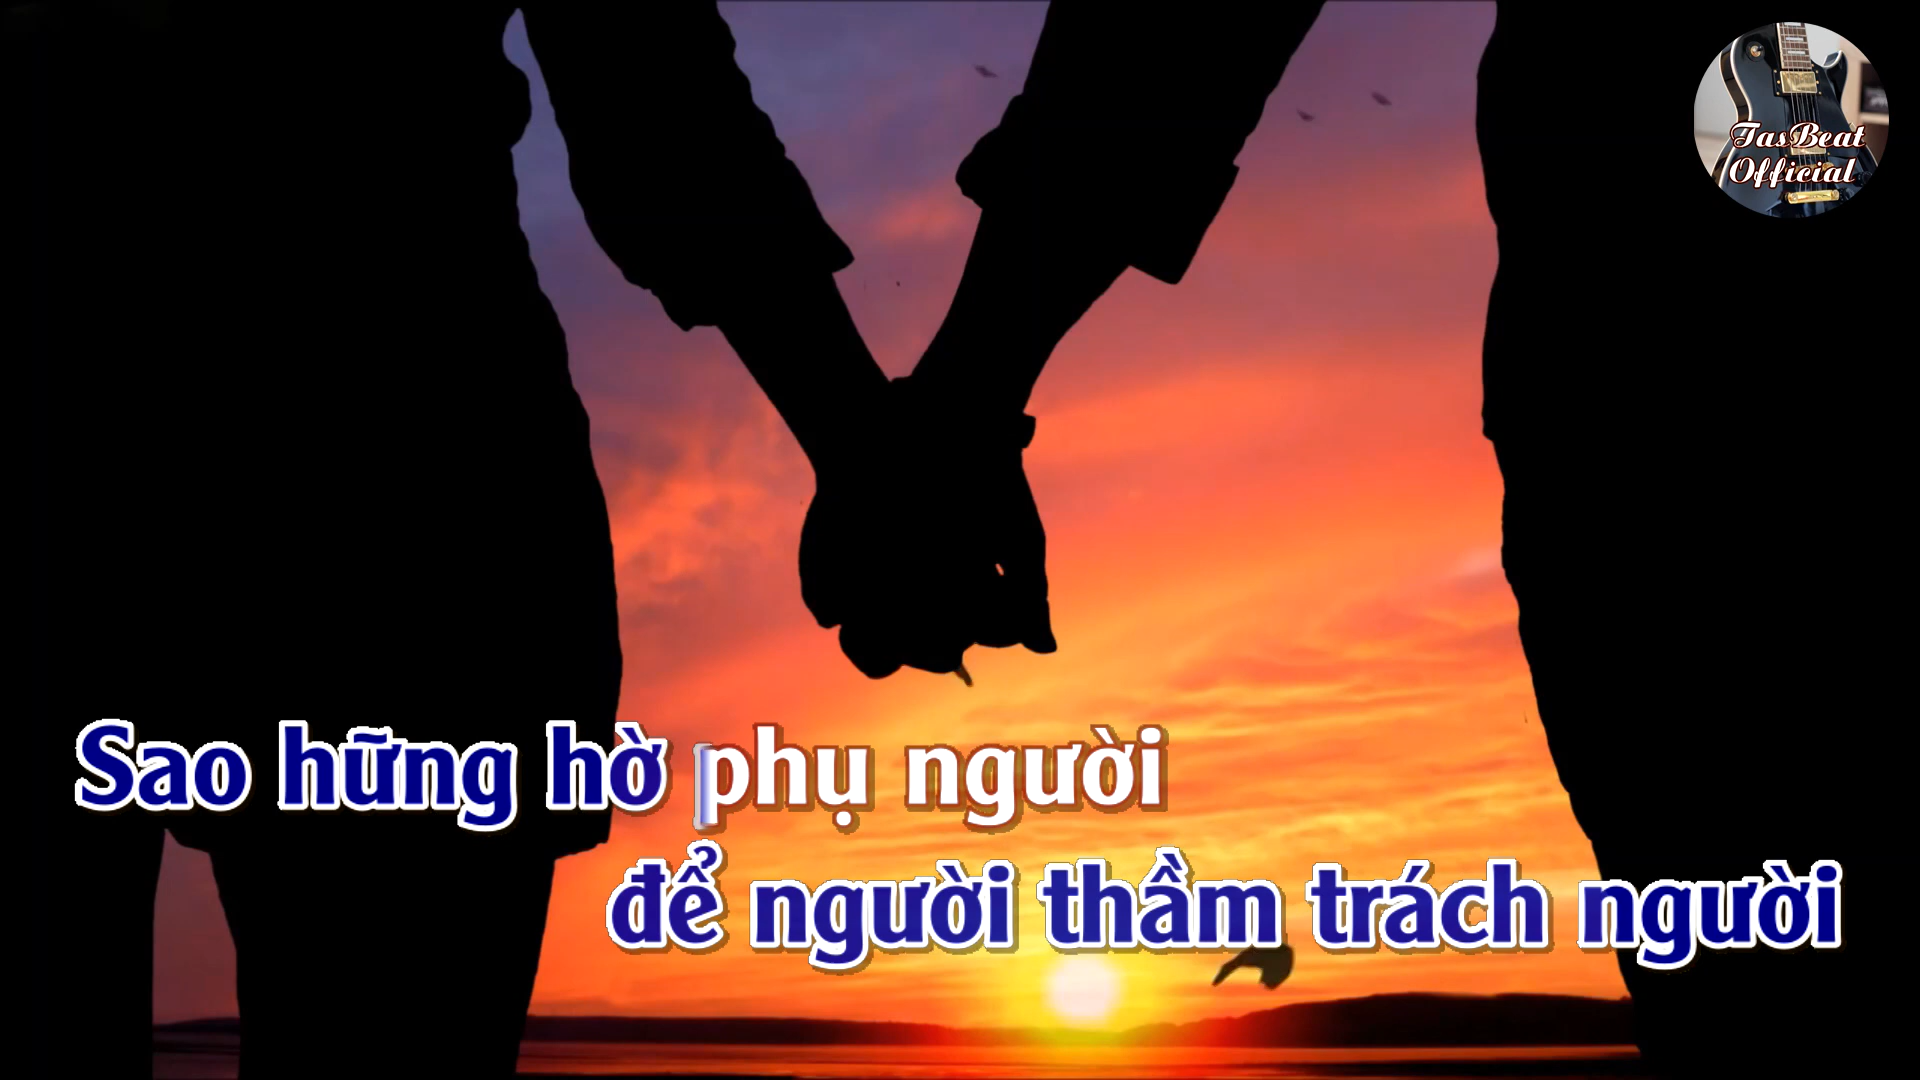 TasBeat
Official
Sao hững hờ phụ người
để người thầm trách người